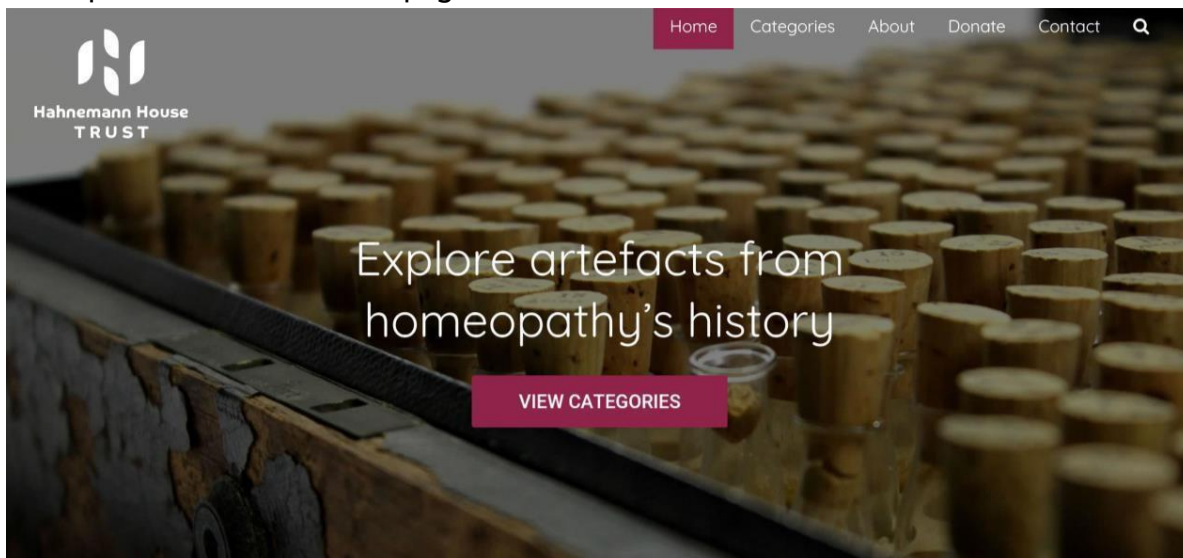 Home Categories About Donate Contact
Hahnemann House
TRUST
Explore artefacts from
homeopathy's history
VIEW CATEGORIES